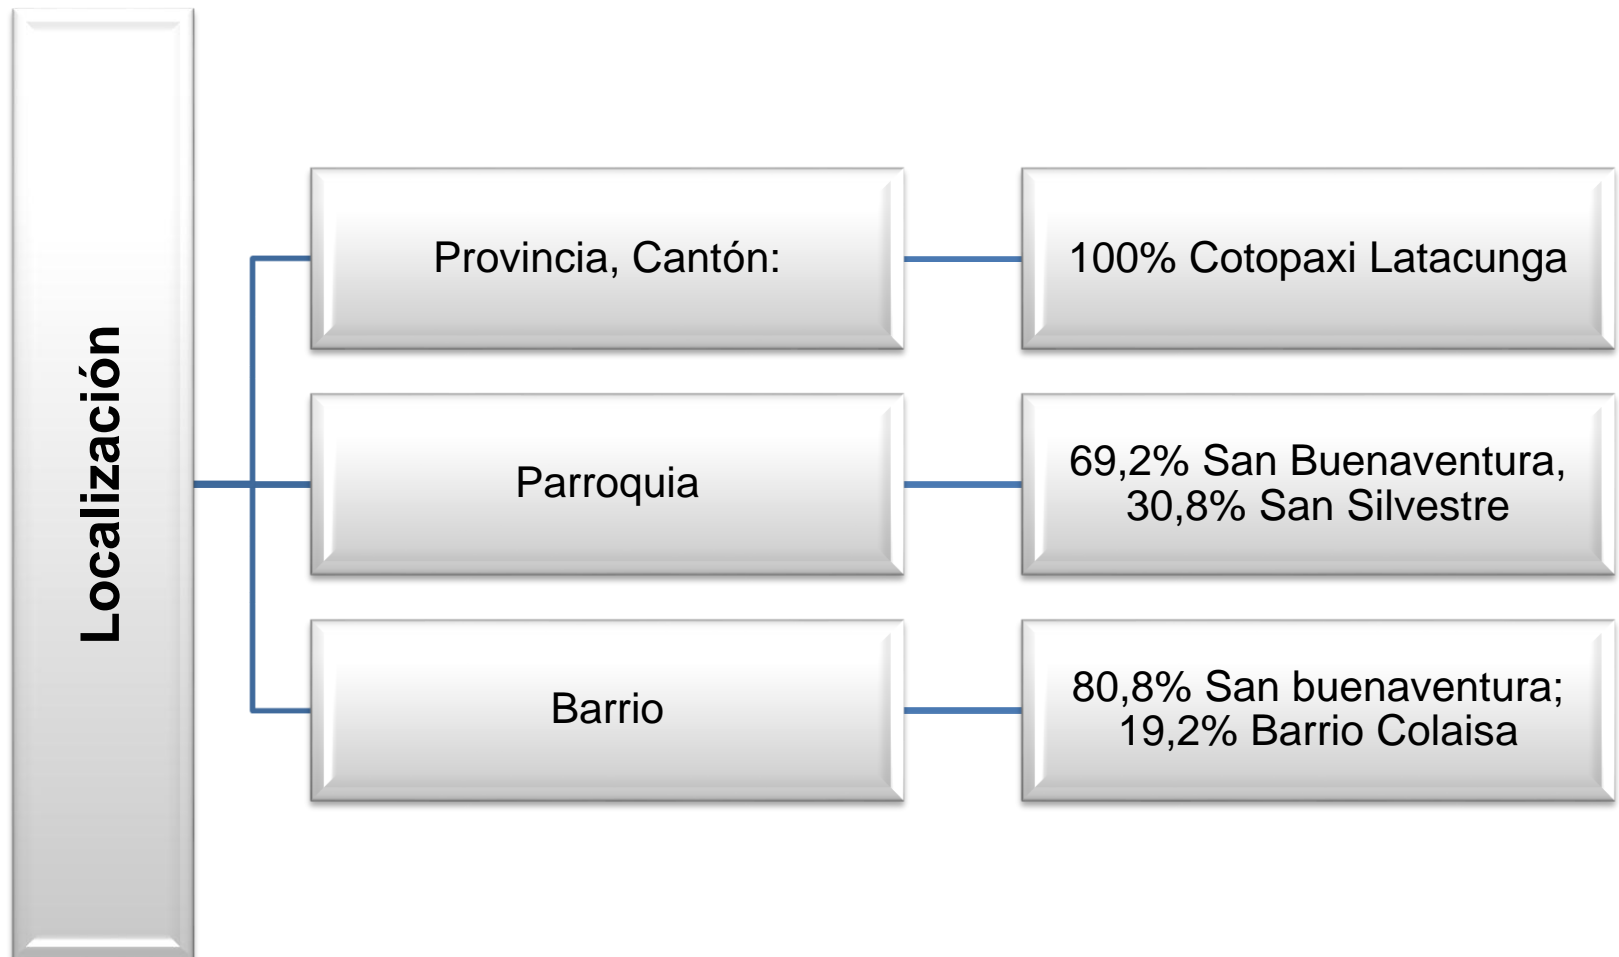 Localización
Provincia, Cantón:
100% Cotopaxi Latacunga
Parroquia
69,2% San Buenaventura,
30,8% San Silvestre
Barrio
80,8% San buenaventura;
19,2% Barrio Colaisa